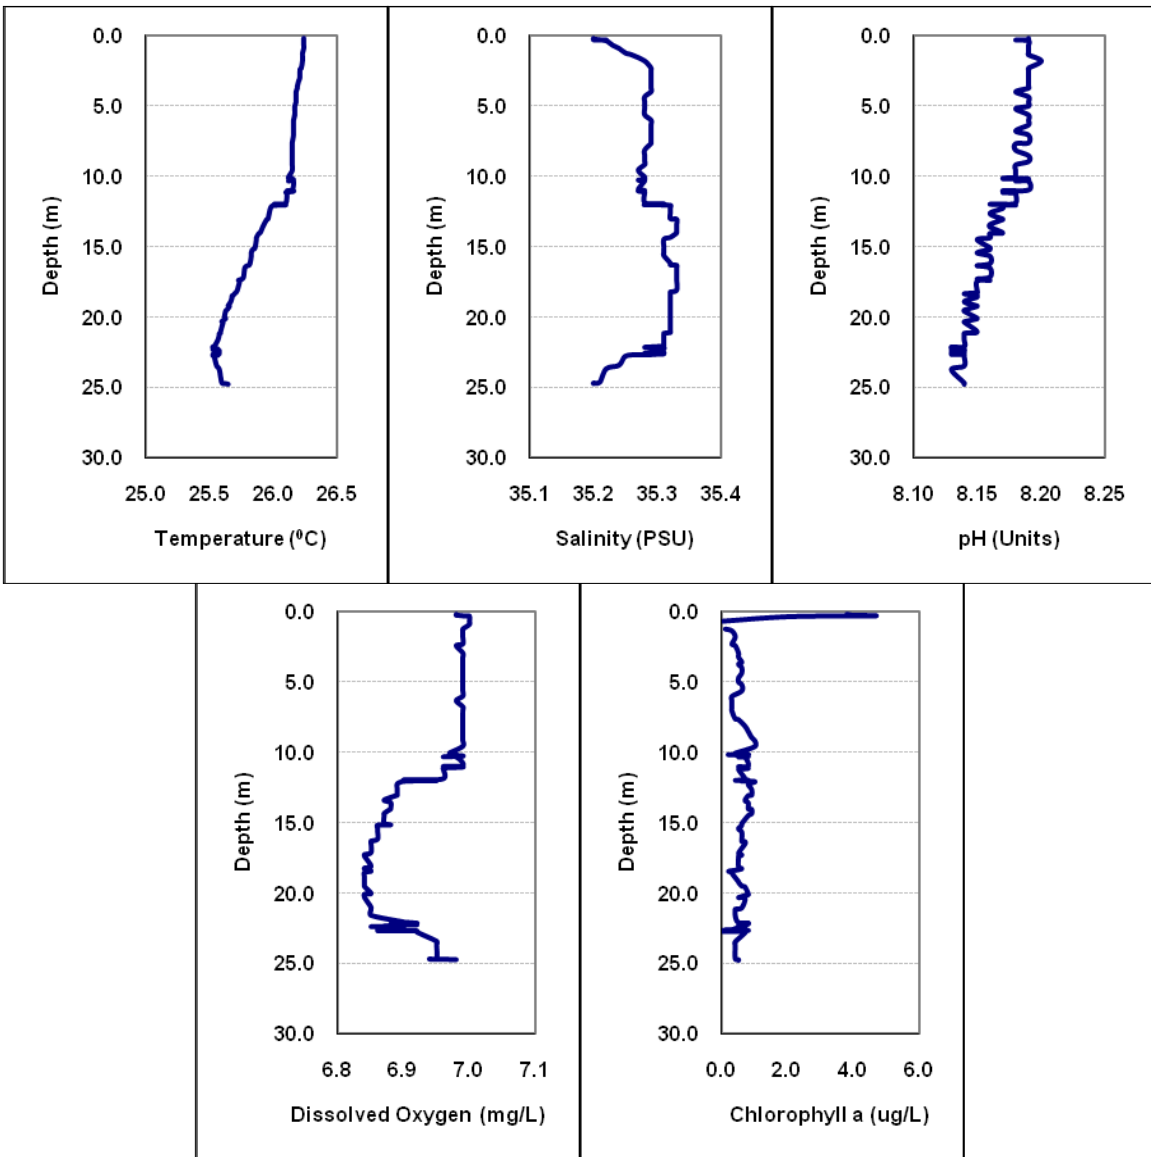 0.0
5.0
10.0
15.0
20.0
25.0
30.0
Depth (m)
25.0 25.5 26.0 26.5
Temperature (⁰C)
0.0
5.0
10.0
15.0
20.0
25.0
30.0
Depth (m)
35.1 35.2 35.3 35.4
Salinity (PSU)
0.0
5.0
10.0
15.0
20.0
25.0
30.0
Depth (m)
8.10 8.15 8.20 8.25
pH (Units)
0.0
5.0
10.0
15.0
20.0
25.0
30.0
Depth (m)
6.8 6.9 7.0 7.1
Dissolved Oxygen (mg/L)
0.0
5.0
10.0
15.0
20.0
25.0
30.0
Depth (m)
0.0 2.0 4.0 6.0
Chlorophyll a (ug/L)